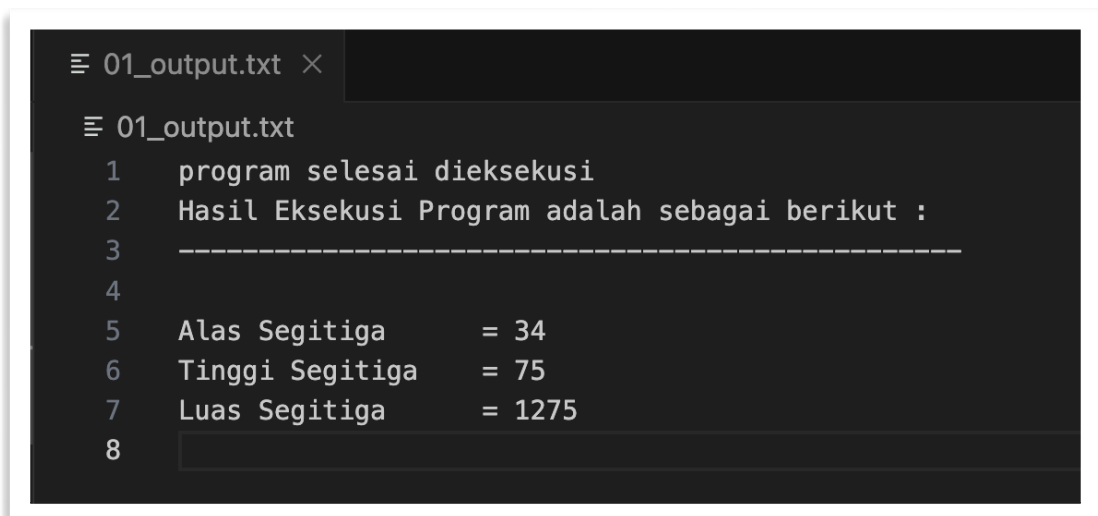 01_output.txt ×
01_output.txt
1 program selesai dieksekusi
2 Hasil Eksekusi Program adalah sebagai berikut :
3 -------------------------------------------------
4
5 Alas Segitiga = 34
6 Tinggi Segitiga = 75
7 Luas Segitiga = 1275
8